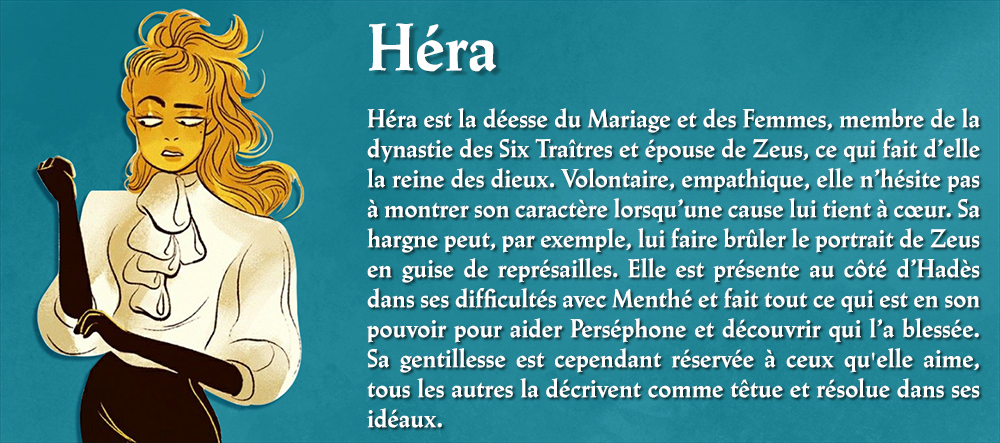 Héra
Héra est la déesse du Mariage et des Femmes, membre de la
dynastie des Six Traîtres et épouse de Zeus, ce qui fait d’elle
la reine des dieux. Volontaire, empathique, elle n’hésite pas
à montrer son caractère lorsqu’une cause lui tient à cœur. Sa
hargne peut, par exemple, lui faire brûler le portrait de Zeus
en guise de représailles. Elle est présente au côté d’Hadès
dans ses difficultés avec Menthé et fait tout ce qui est en son
pouvoir pour aider Perséphone et découvrir qui l’a blessée.
Sa gentillesse est cependant réservée à ceux qu'elle aime,
tous les autres la décrivent comme têtue et résolue dans ses
idéaux.